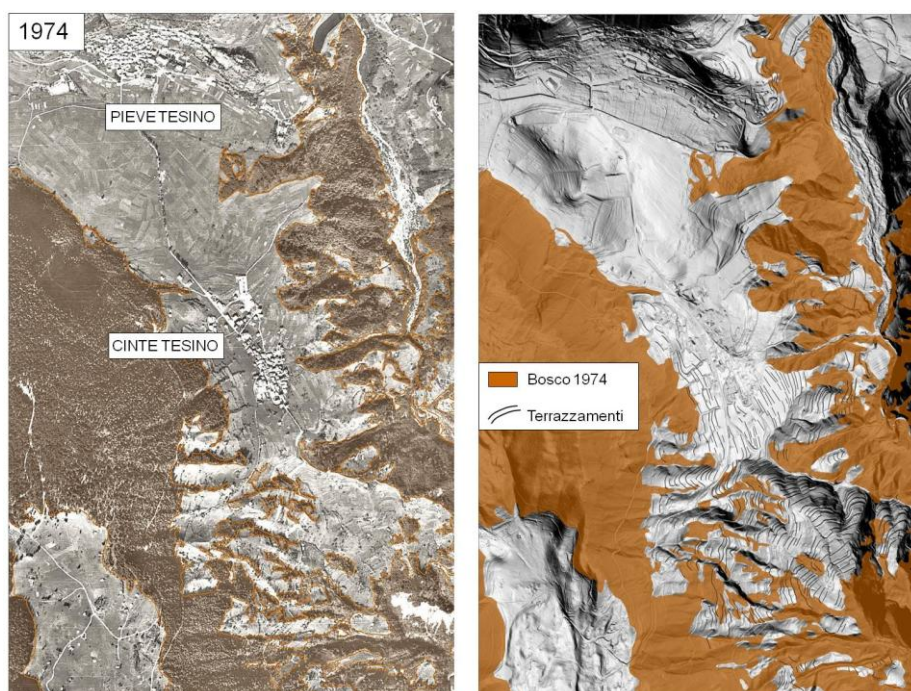 1974
PIEVE TESINO
CINTE TESINO
Bosco 1974
Terrazzamenti